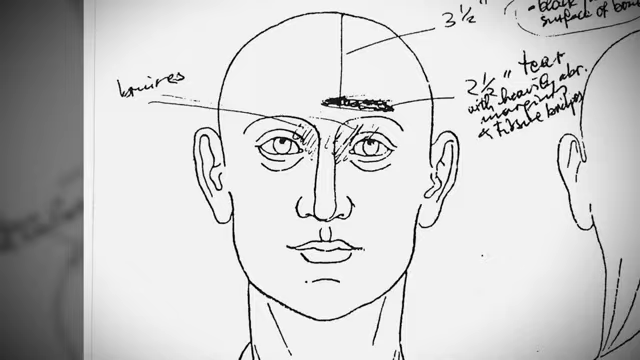 3 ½"
- black
surface of bone
bruises
2 ½" tear
with heavily abr.
margins
& tissue bridges